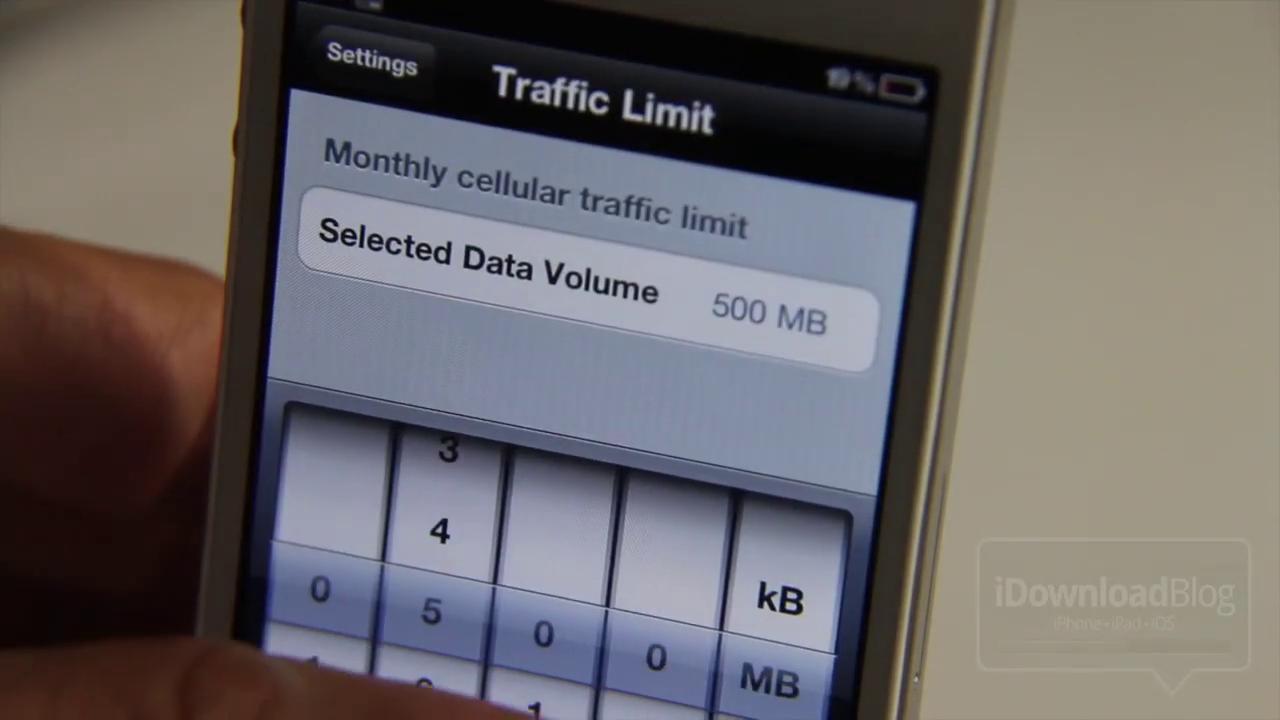 Settings
Traffic Limit
Monthly cellular traffic limit
Selected Data Volume 500 MB
3
4
kB
0 5 0 0 MB
1
iDownloadBlog
iPhone•iPad•iOS